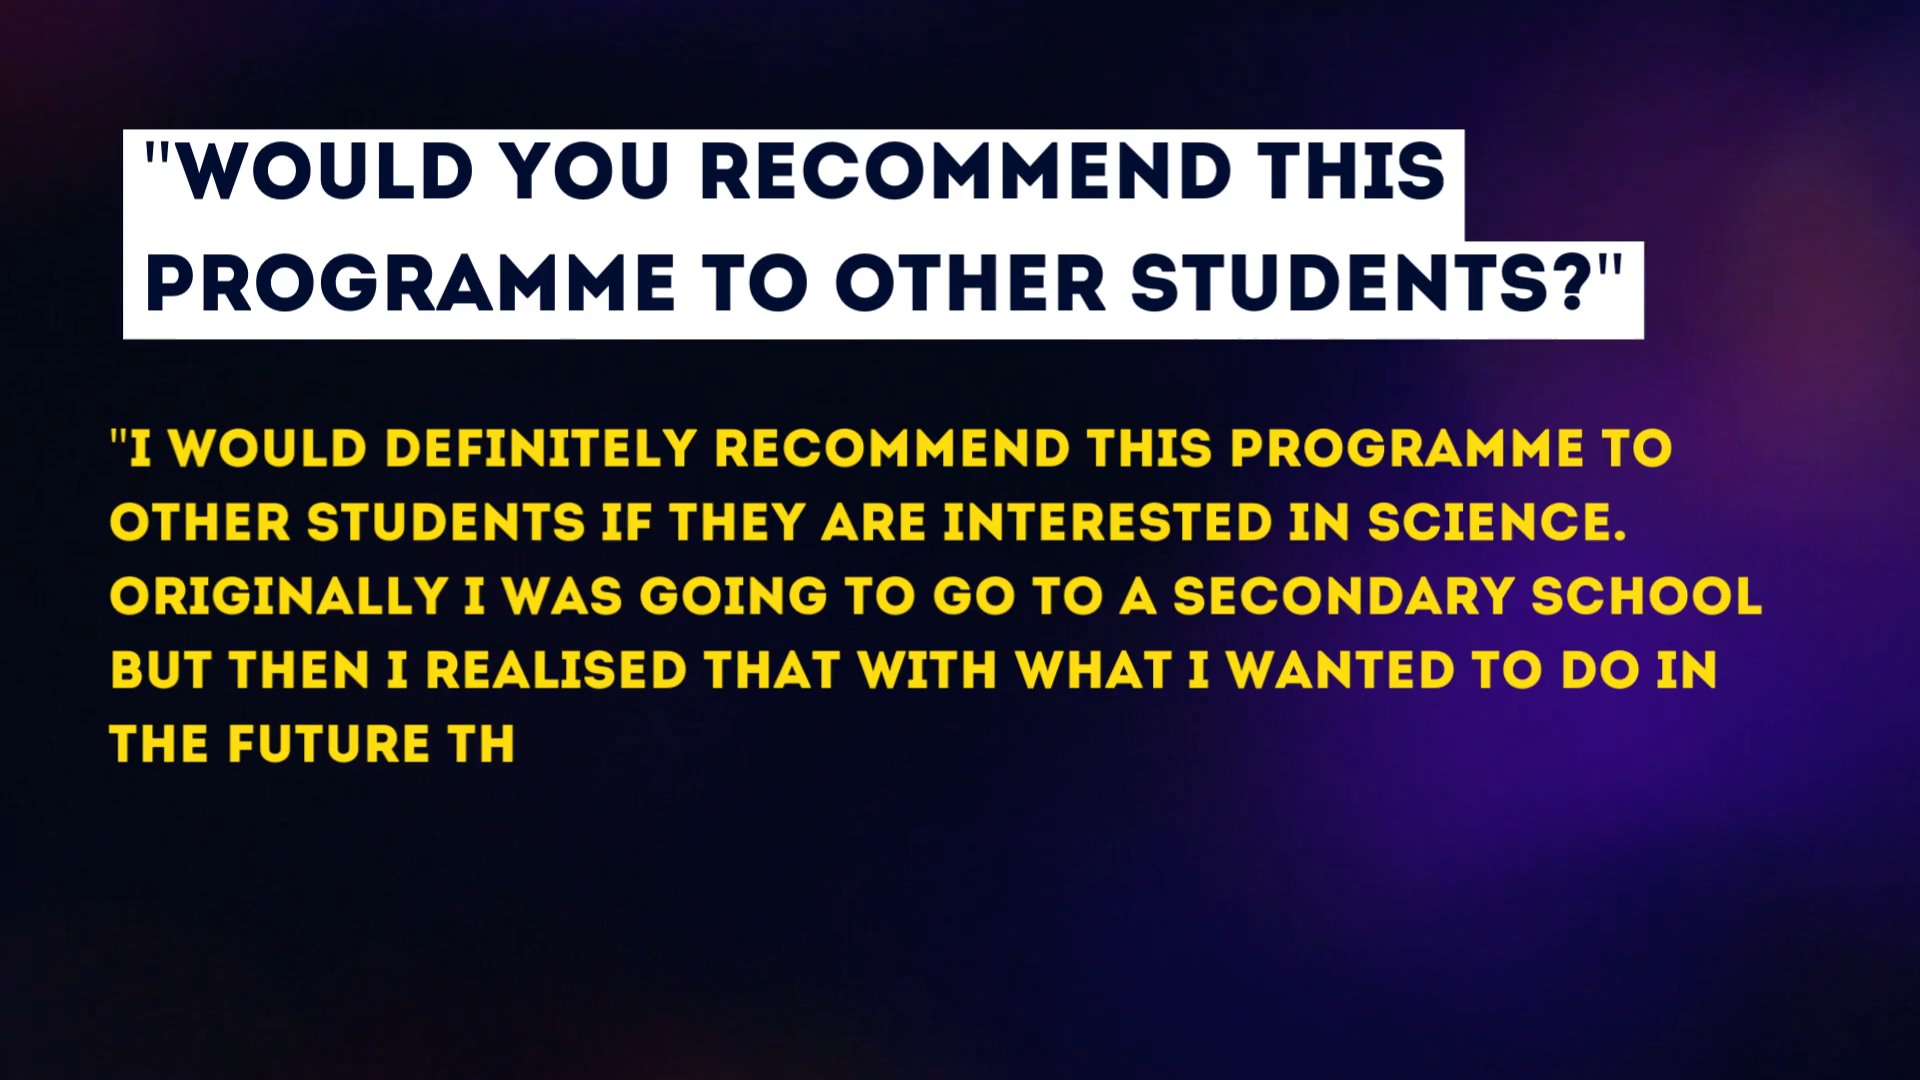 "WOULD YOU RECOMMEND THIS
PROGRAMME TO OTHER STUDENTS?"
"I WOULD DEFINITELY RECOMMEND THIS PROGRAMME TO
OTHER STUDENTS IF THEY ARE INTERESTED IN SCIENCE.
ORIGINALLY I WAS GOING TO GO TO A SECONDARY SCHOOL
BUT THEN I REALISED THAT WITH WHAT I WANTED TO DO IN
THE FUTURE TH